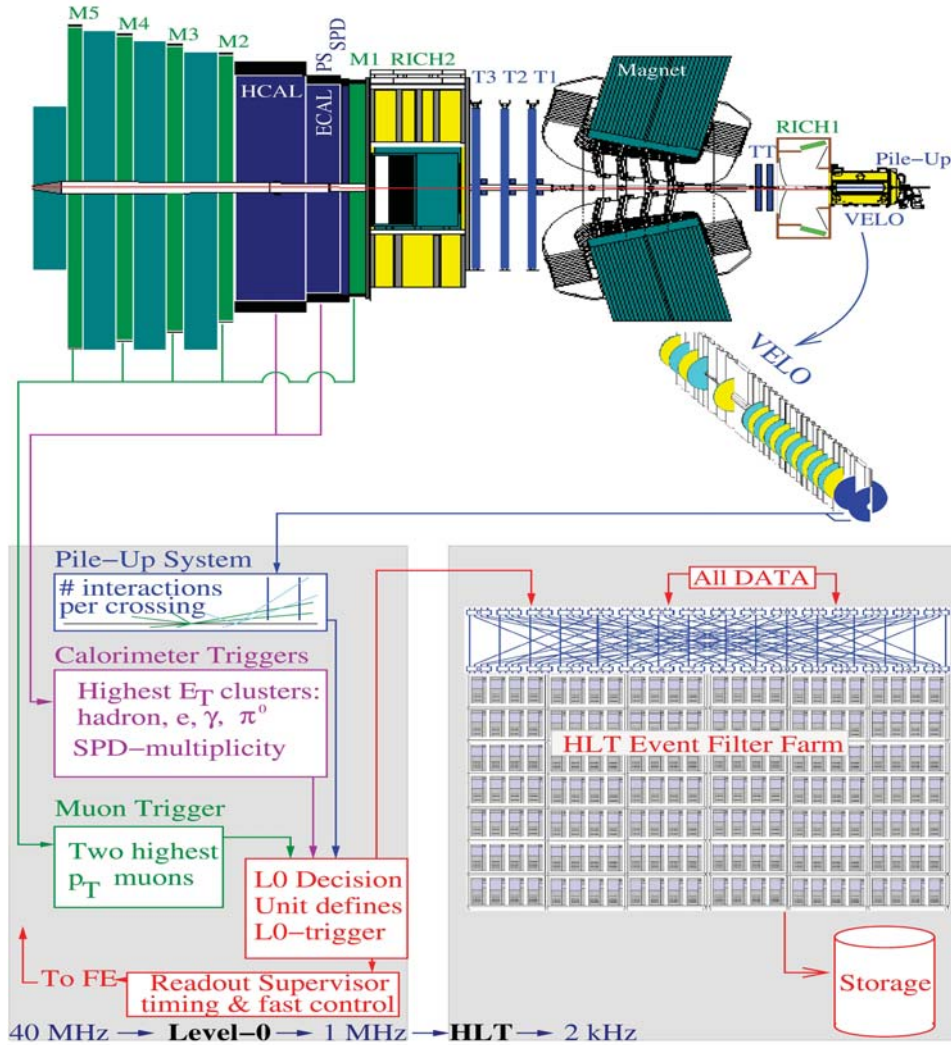 M5
M4
M3
M2
HCAL
PS
SPD
ECAL
M1
RICH2
T3 T2 T1
Magnet
TT
RICH1
Pile-Up
VELO
VELO
Pile-Up System
# interactions
per crossing
Calorimeter Triggers
Highest E_T clusters:
hadron, e, γ, π⁰
SPD-multiplicity
Muon Trigger
Two highest
p_T muons
L0 Decision
Unit defines
L0-trigger
To FE
Readout Supervisor
timing & fast control
All DATA
HLT Event Filter Farm
Storage
40 MHz → Level-0 → 1 MHz → HLT → 2 kHz